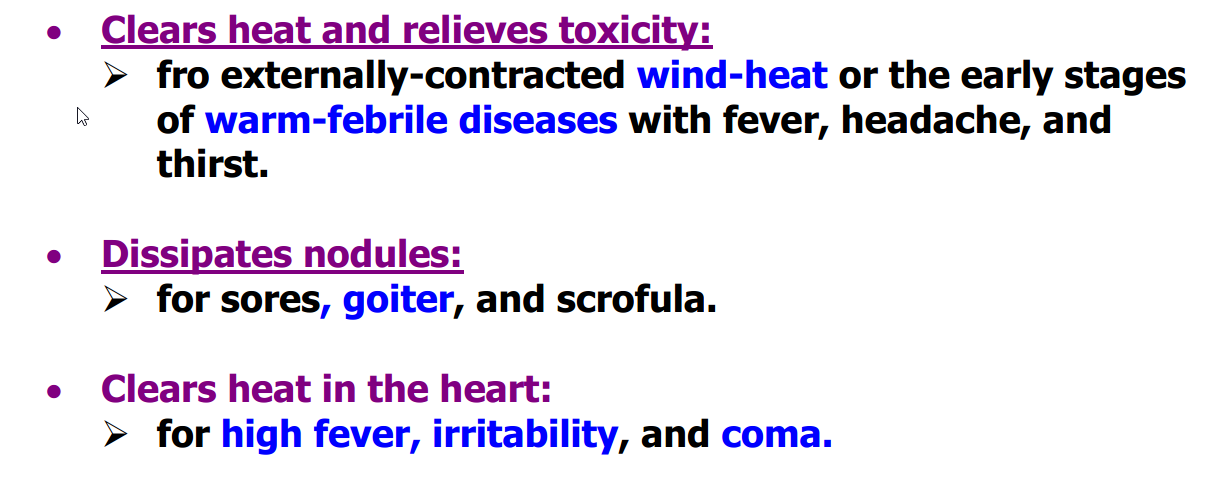 • Clears heat and relieves toxicity:
➢ fro externally-contracted wind-heat or the early stages
of warm-febrile diseases with fever, headache, and
thirst.
• Dissipates nodules:
➢ for sores, goiter, and scrofula.
• Clears heat in the heart:
➢ for high fever, irritability, and coma.